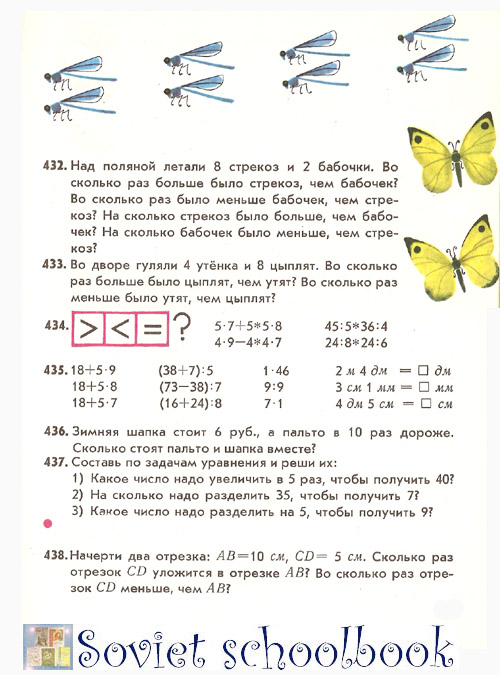 432. Над поляной летали 8 стрекоз и 2 бабочки. Во
сколько раз больше было стрекоз, чем бабочек?
Во сколько раз было меньше бабочек, чем стре-
коз? На сколько стрекоз было больше, чем бабо-
чек? На сколько бабочек было меньше, чем стре-
коз?
433. Во дворе гуляли 4 утёнка и 8 цыплят. Во сколько
раз больше было цыплят, чем утят? Во сколько раз
меньше было утят, чем цыплят?
434. > < = ? 5·7+5*5·8 45:5*36:4
4·9−4*4·7 24:8*24:6
435. 18+5·9 (38+7):5 1·46 2 м 4 дм = □ дм
18+5·8 (73−38):7 9:9 3 см 1 мм = □ мм
18+5·7 (16+24):8 7·1 4 дм 5 см = □ см
436. Зимняя шапка стоит 6 руб., а пальто в 10 раз дороже.
Сколько стоят пальто и шапка вместе?
437. Составь по задачам уравнения и реши их:
1) Какое число надо увеличить в 5 раз, чтобы получить 40?
2) На сколько надо разделить 35, чтобы получить 7?
3) Какое число надо разделить на 5, чтобы получить 9?
438. Начерти два отрезка: AB=10 см, CD= 5 см. Сколько раз
отрезок CD уложится в отрезке AB? Во сколько раз отре-
зок CD меньше, чем AB?
Soviet schoolbook